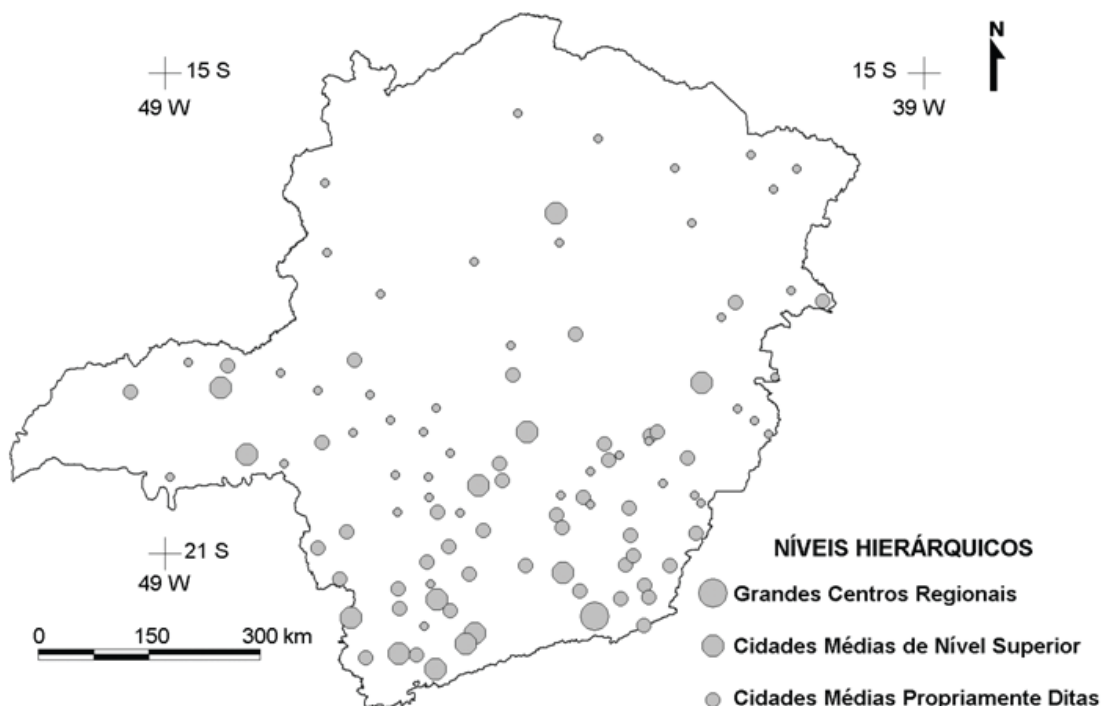 N
15 S
49 W
15 S
39 W
21 S
49 W
NÍVEIS HIERÁRQUICOS
Grandes Centros Regionais
0 150 300 km
Cidades Médias de Nível Superior
Cidades Médias Propriamente Ditas